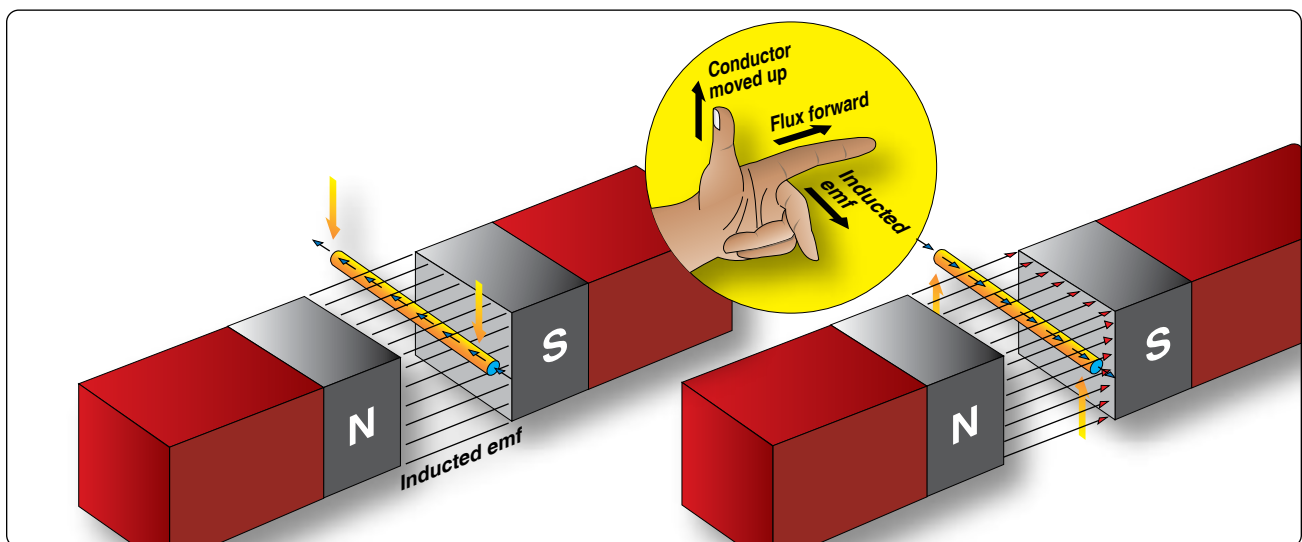 Conductor
moved up
Flux forward
Inducted
emf
S
N
Inducted emf
S
N